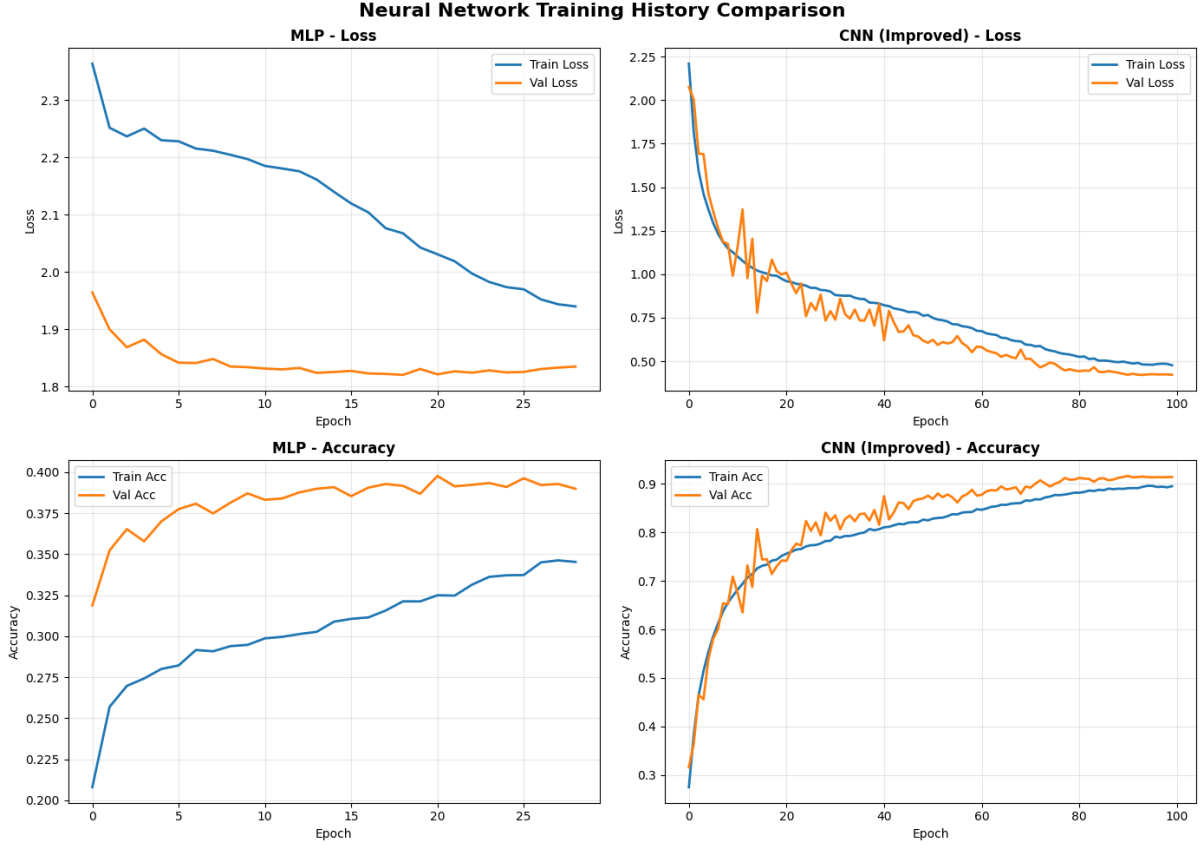 Neural Network Training History Comparison
MLP - Loss
Train Loss
Val Loss
2.3
2.2
2.1
2.0
1.9
1.8
Loss
0
5
10
15
20
25
Epoch
CNN (Improved) - Loss
Train Loss
Val Loss
2.25
2.00
1.75
1.50
1.25
1.00
0.75
0.50
Loss
0
20
40
60
80
100
Epoch
MLP - Accuracy
Train Acc
Val Acc
0.400
0.375
0.350
0.325
0.300
0.275
0.250
0.225
0.200
Accuracy
0
5
10
15
20
25
Epoch
CNN (Improved) - Accuracy
Train Acc
Val Acc
0.9
0.8
0.7
0.6
0.5
0.4
0.3
Accuracy
0
20
40
60
80
100
Epoch